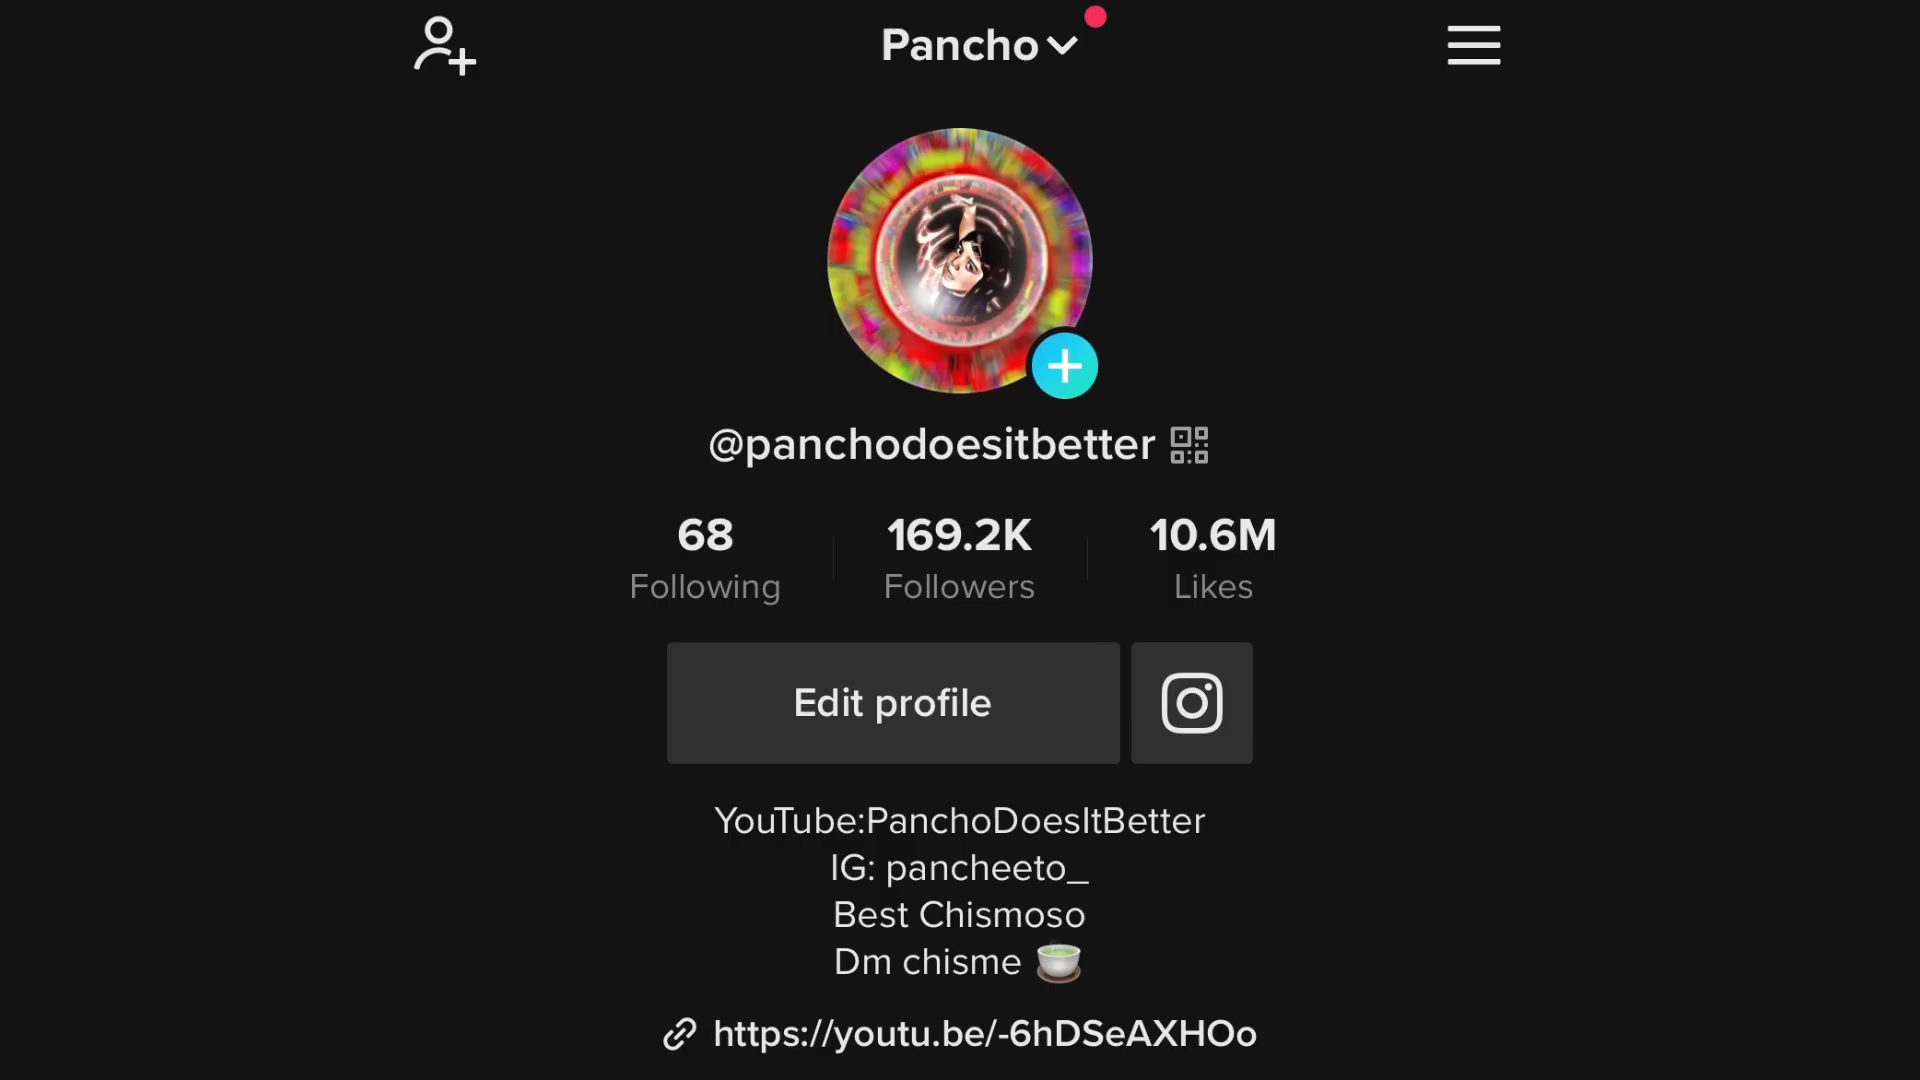 Pancho
@panchodoesitbetter
68 169.2K 10.6M
Following Followers Likes
Edit profile
YouTube:PanchoDoesItBetter
IG: pancheeto_
Best Chismoso
Dm chisme 🍵
https://youtu.be/-6hDSeAXHOo